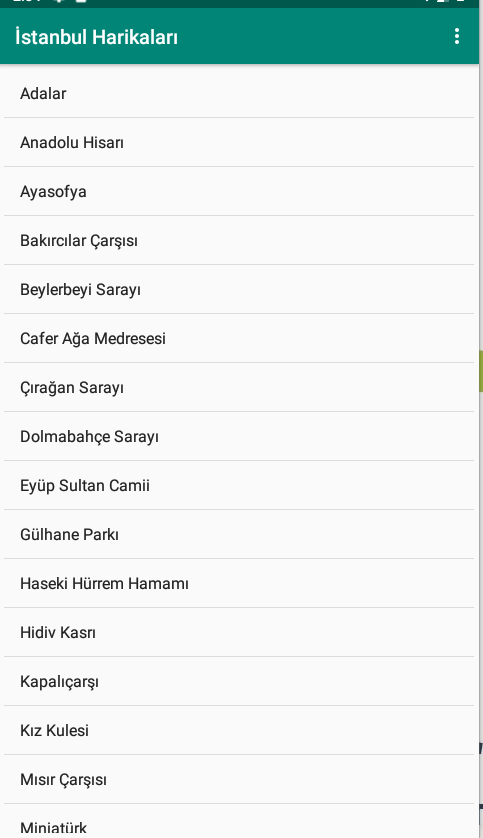 İstanbul Harikaları
Adalar
Anadolu Hisarı
Ayasofya
Bakırcılar Çarşısı
Beylerbeyi Sarayı
Cafer Ağa Medresesi
Çırağan Sarayı
Dolmabahçe Sarayı
Eyüp Sultan Camii
Gülhane Parkı
Haseki Hürrem Hamamı
Hidiv Kasrı
Kapalıçarşı
Kız Kulesi
Mısır Çarşısı
Miniatürk